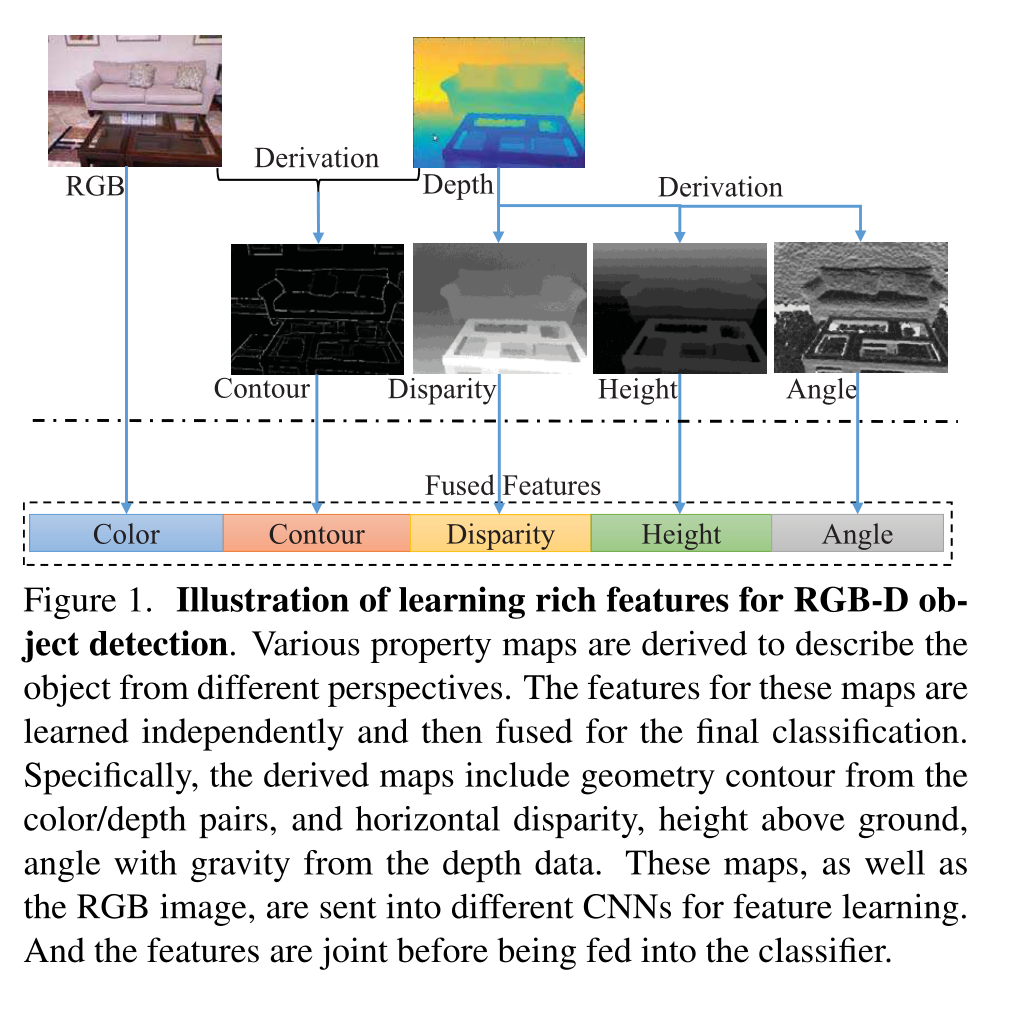 Derivation
RGB
Depth
Derivation
Contour
Disparity
Height
Angle
Fused Features
Color
Contour
Disparity
Height
Angle
Figure 1. Illustration of learning rich features for RGB-D ob-
ject detection. Various property maps are derived to describe the
object from different perspectives. The features for these maps are
learned independently and then fused for the final classification.
Specifically, the derived maps include geometry contour from the
color/depth pairs, and horizontal disparity, height above ground,
angle with gravity from the depth data. These maps, as well as
the RGB image, are sent into different CNNs for feature learning.
And the features are joint before being fed into the classifier.